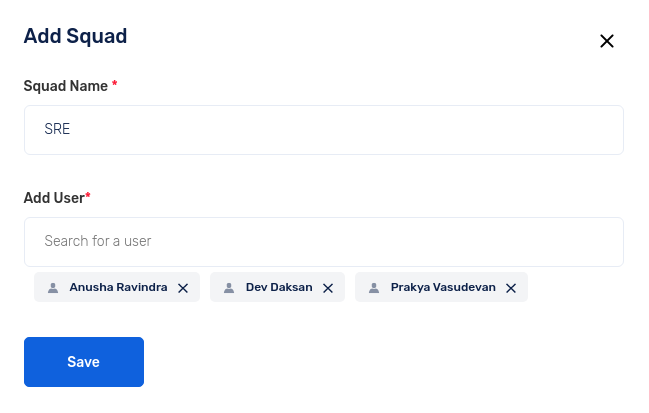 Add Squad
Squad Name *
SRE
Add User*
Search for a user
Anusha Ravindra Dev Daksan Prakya Vasudevan
Save